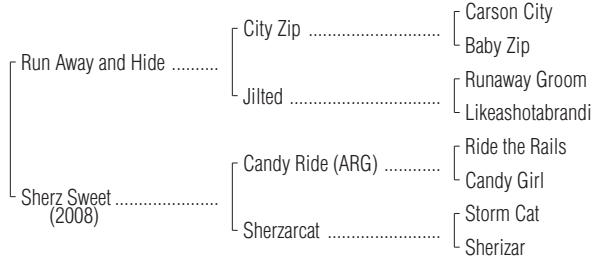 Carson City
City Zip ............................
Baby Zip
Run Away and Hide ..........
Runaway Groom
Jilted ................................
Likeashotabrandi
Ride the Rails
Candy Ride (ARG) ............
Candy Girl
Sherz Sweet ......................
(2008)
Storm Cat
Sherzarcat ........................
Sherizar